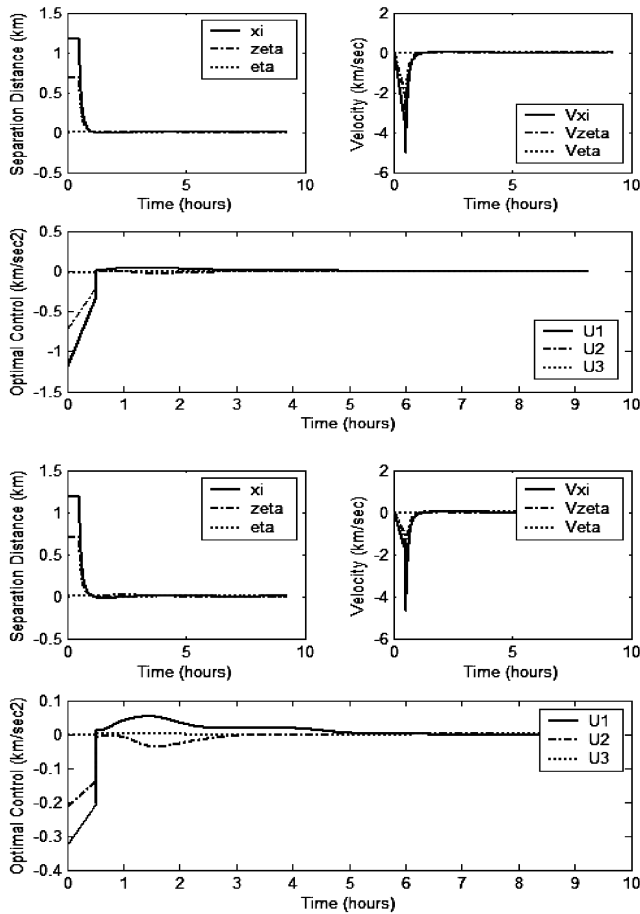 Separation Distance (km)
1.5
1
0.5
0
-0.5
0
5
10
Time (hours)
xi
zeta
eta
Velocity (km/sec)
2
0
-2
-4
-6
0
5
10
Time (hours)
Vxi
Vzeta
Veta
Optimal Control (km/sec2)
1
0.5
0
-0.5
-1
-1.5
0
1
2
3
4
5
6
7
8
9
10
Time (hours)
U1
U2
U3
Separation Distance (km)
1.5
1
0.5
0
-0.5
0
5
10
Time (hours)
xi
zeta
eta
Velocity (km/sec)
2
0
-2
-4
-6
0
5
10
Time (hours)
Vxi
Vzeta
Veta
Optimal Control (km/sec2)
0.1
0
-0.1
-0.2
-0.3
-0.4
0
1
2
3
4
5
6
7
8
9
10
Time (hours)
U1
U2
U3